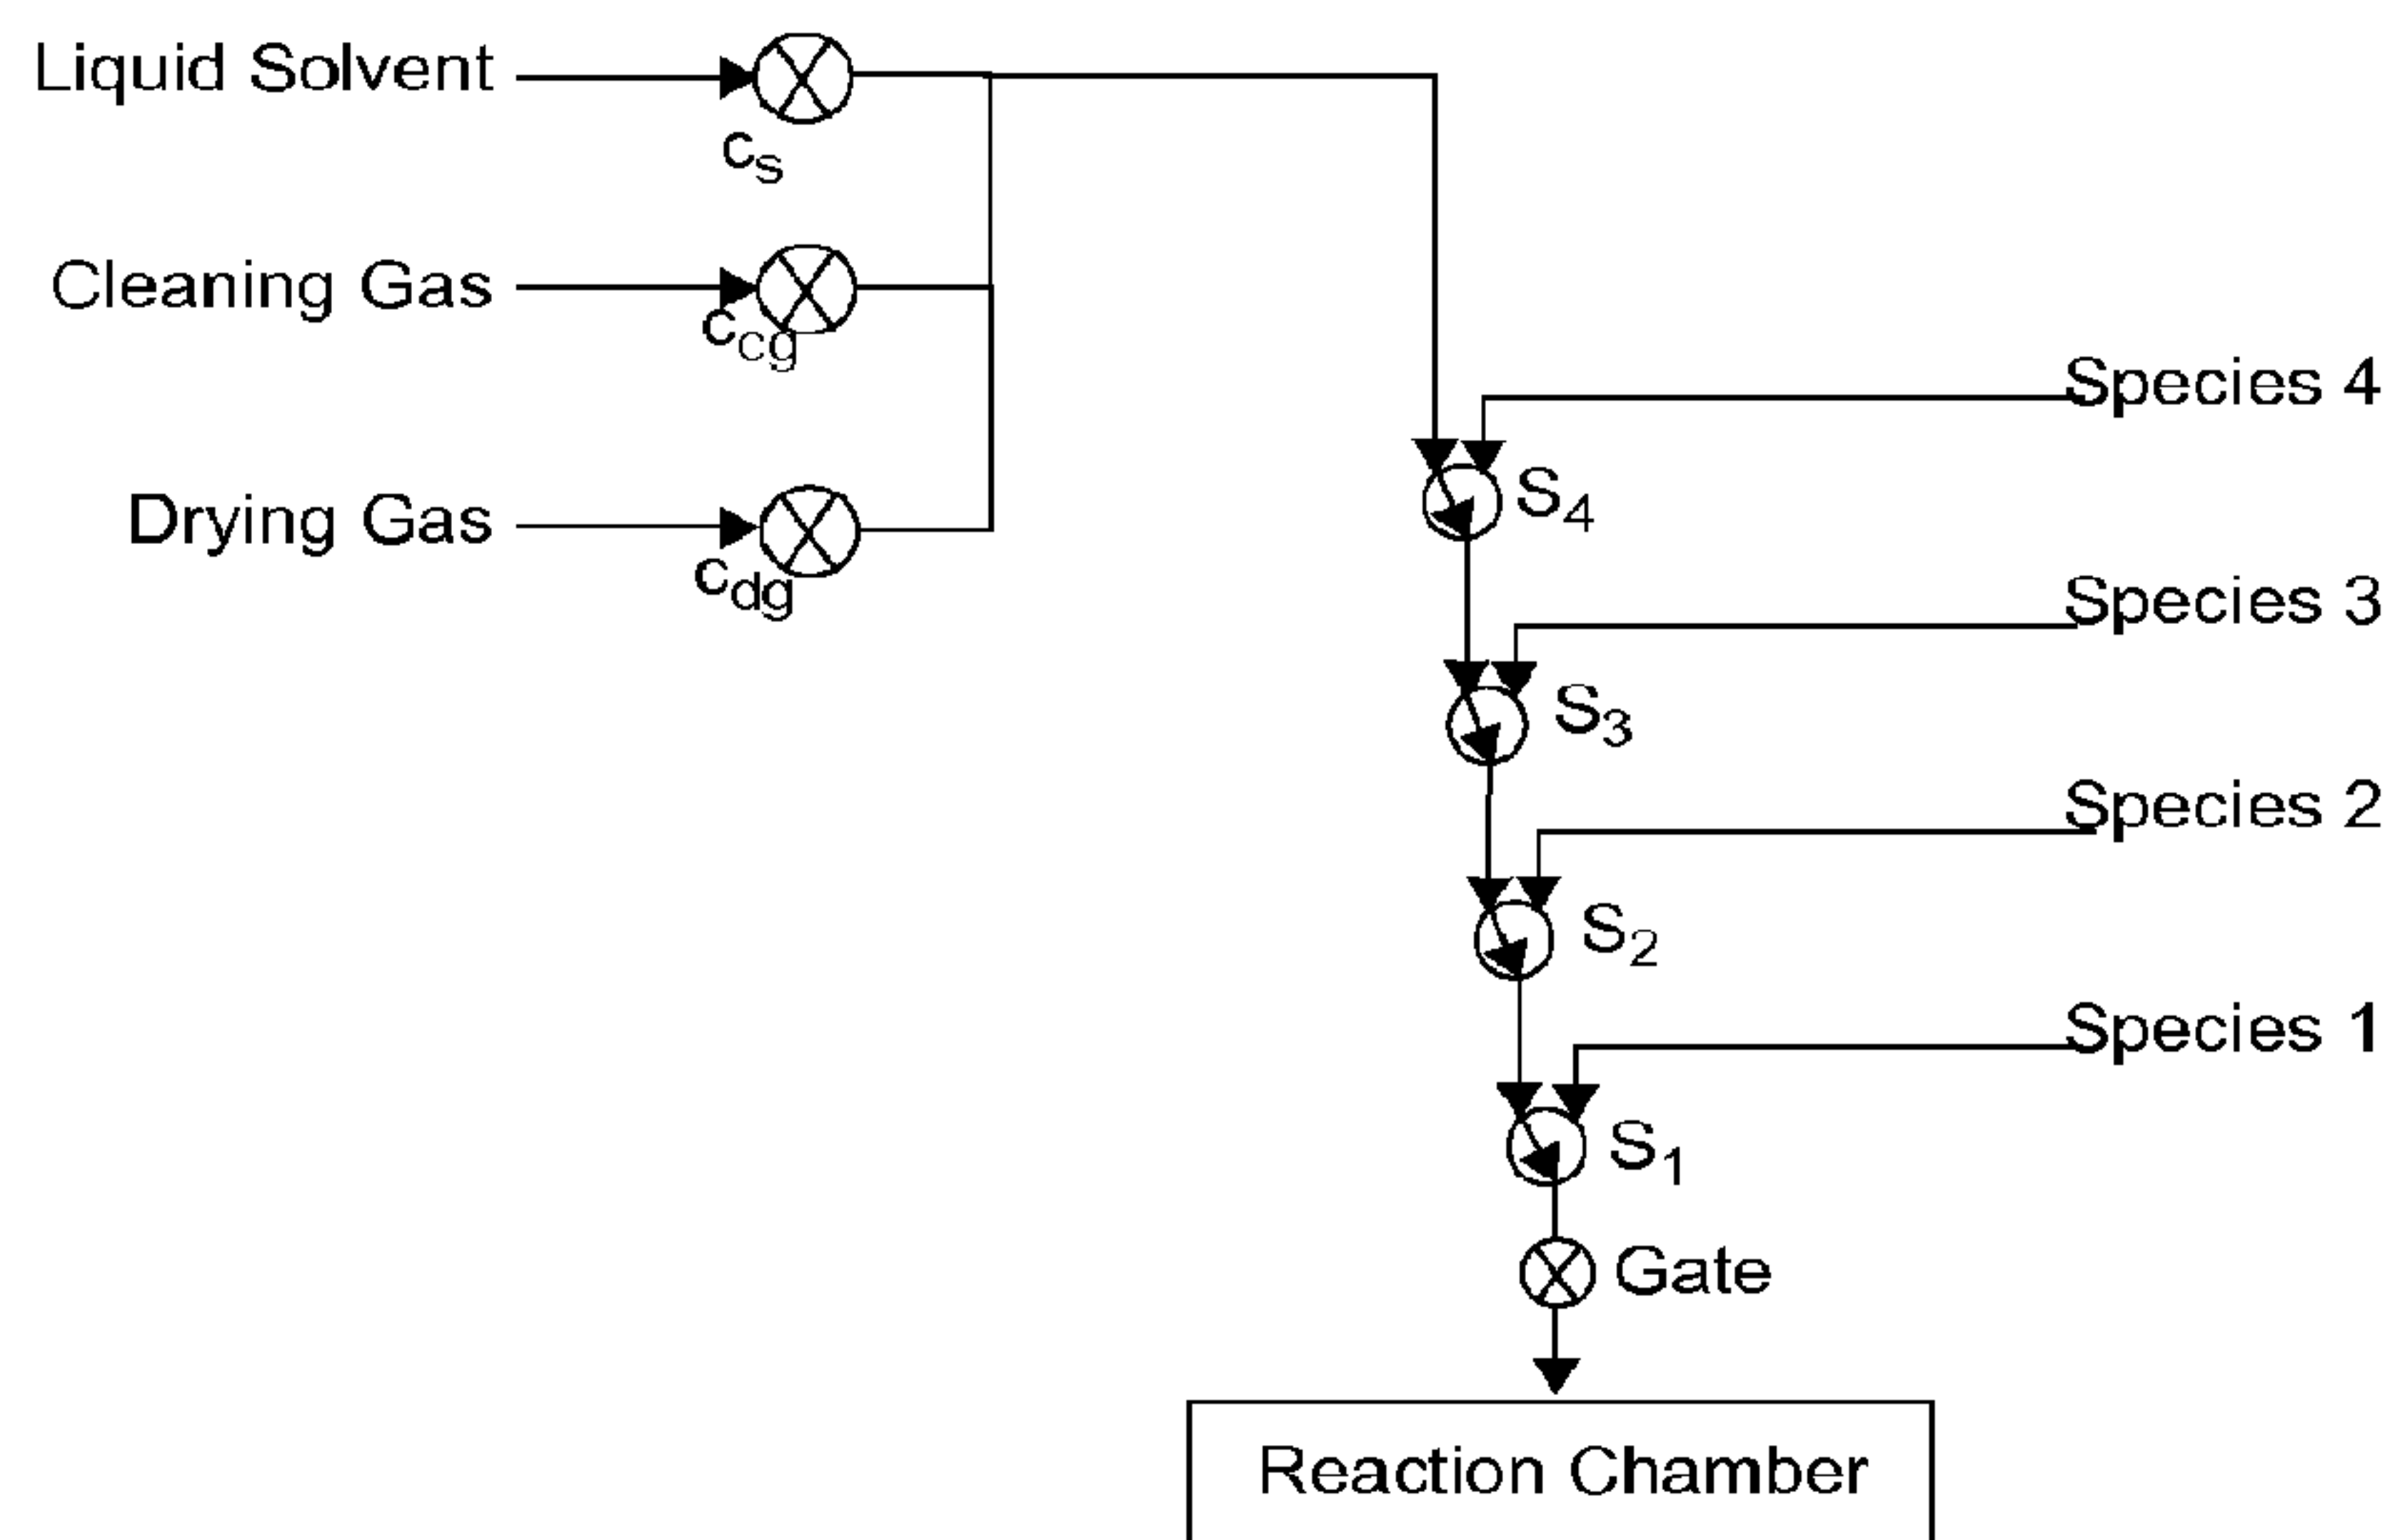 Liquid Solvent
cS
Cleaning Gas
ccg
Drying Gas
cdg
Species 4
S4
Species 3
S3
Species 2
S2
Species 1
S1
Gate
Reaction Chamber